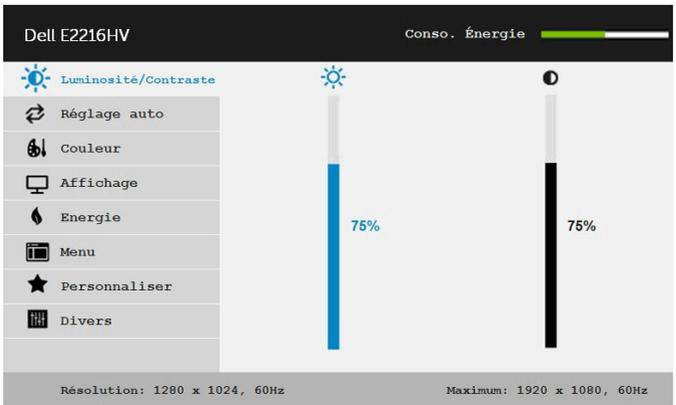 Dell E2216HV
Conso. Énergie
Luminosité/Contraste
Réglage auto
Couleur
Affichage
Energie
Menu
Personnaliser
Divers
75%
75%
Résolution: 1280 x 1024, 60Hz
Maximum: 1920 x 1080, 60Hz